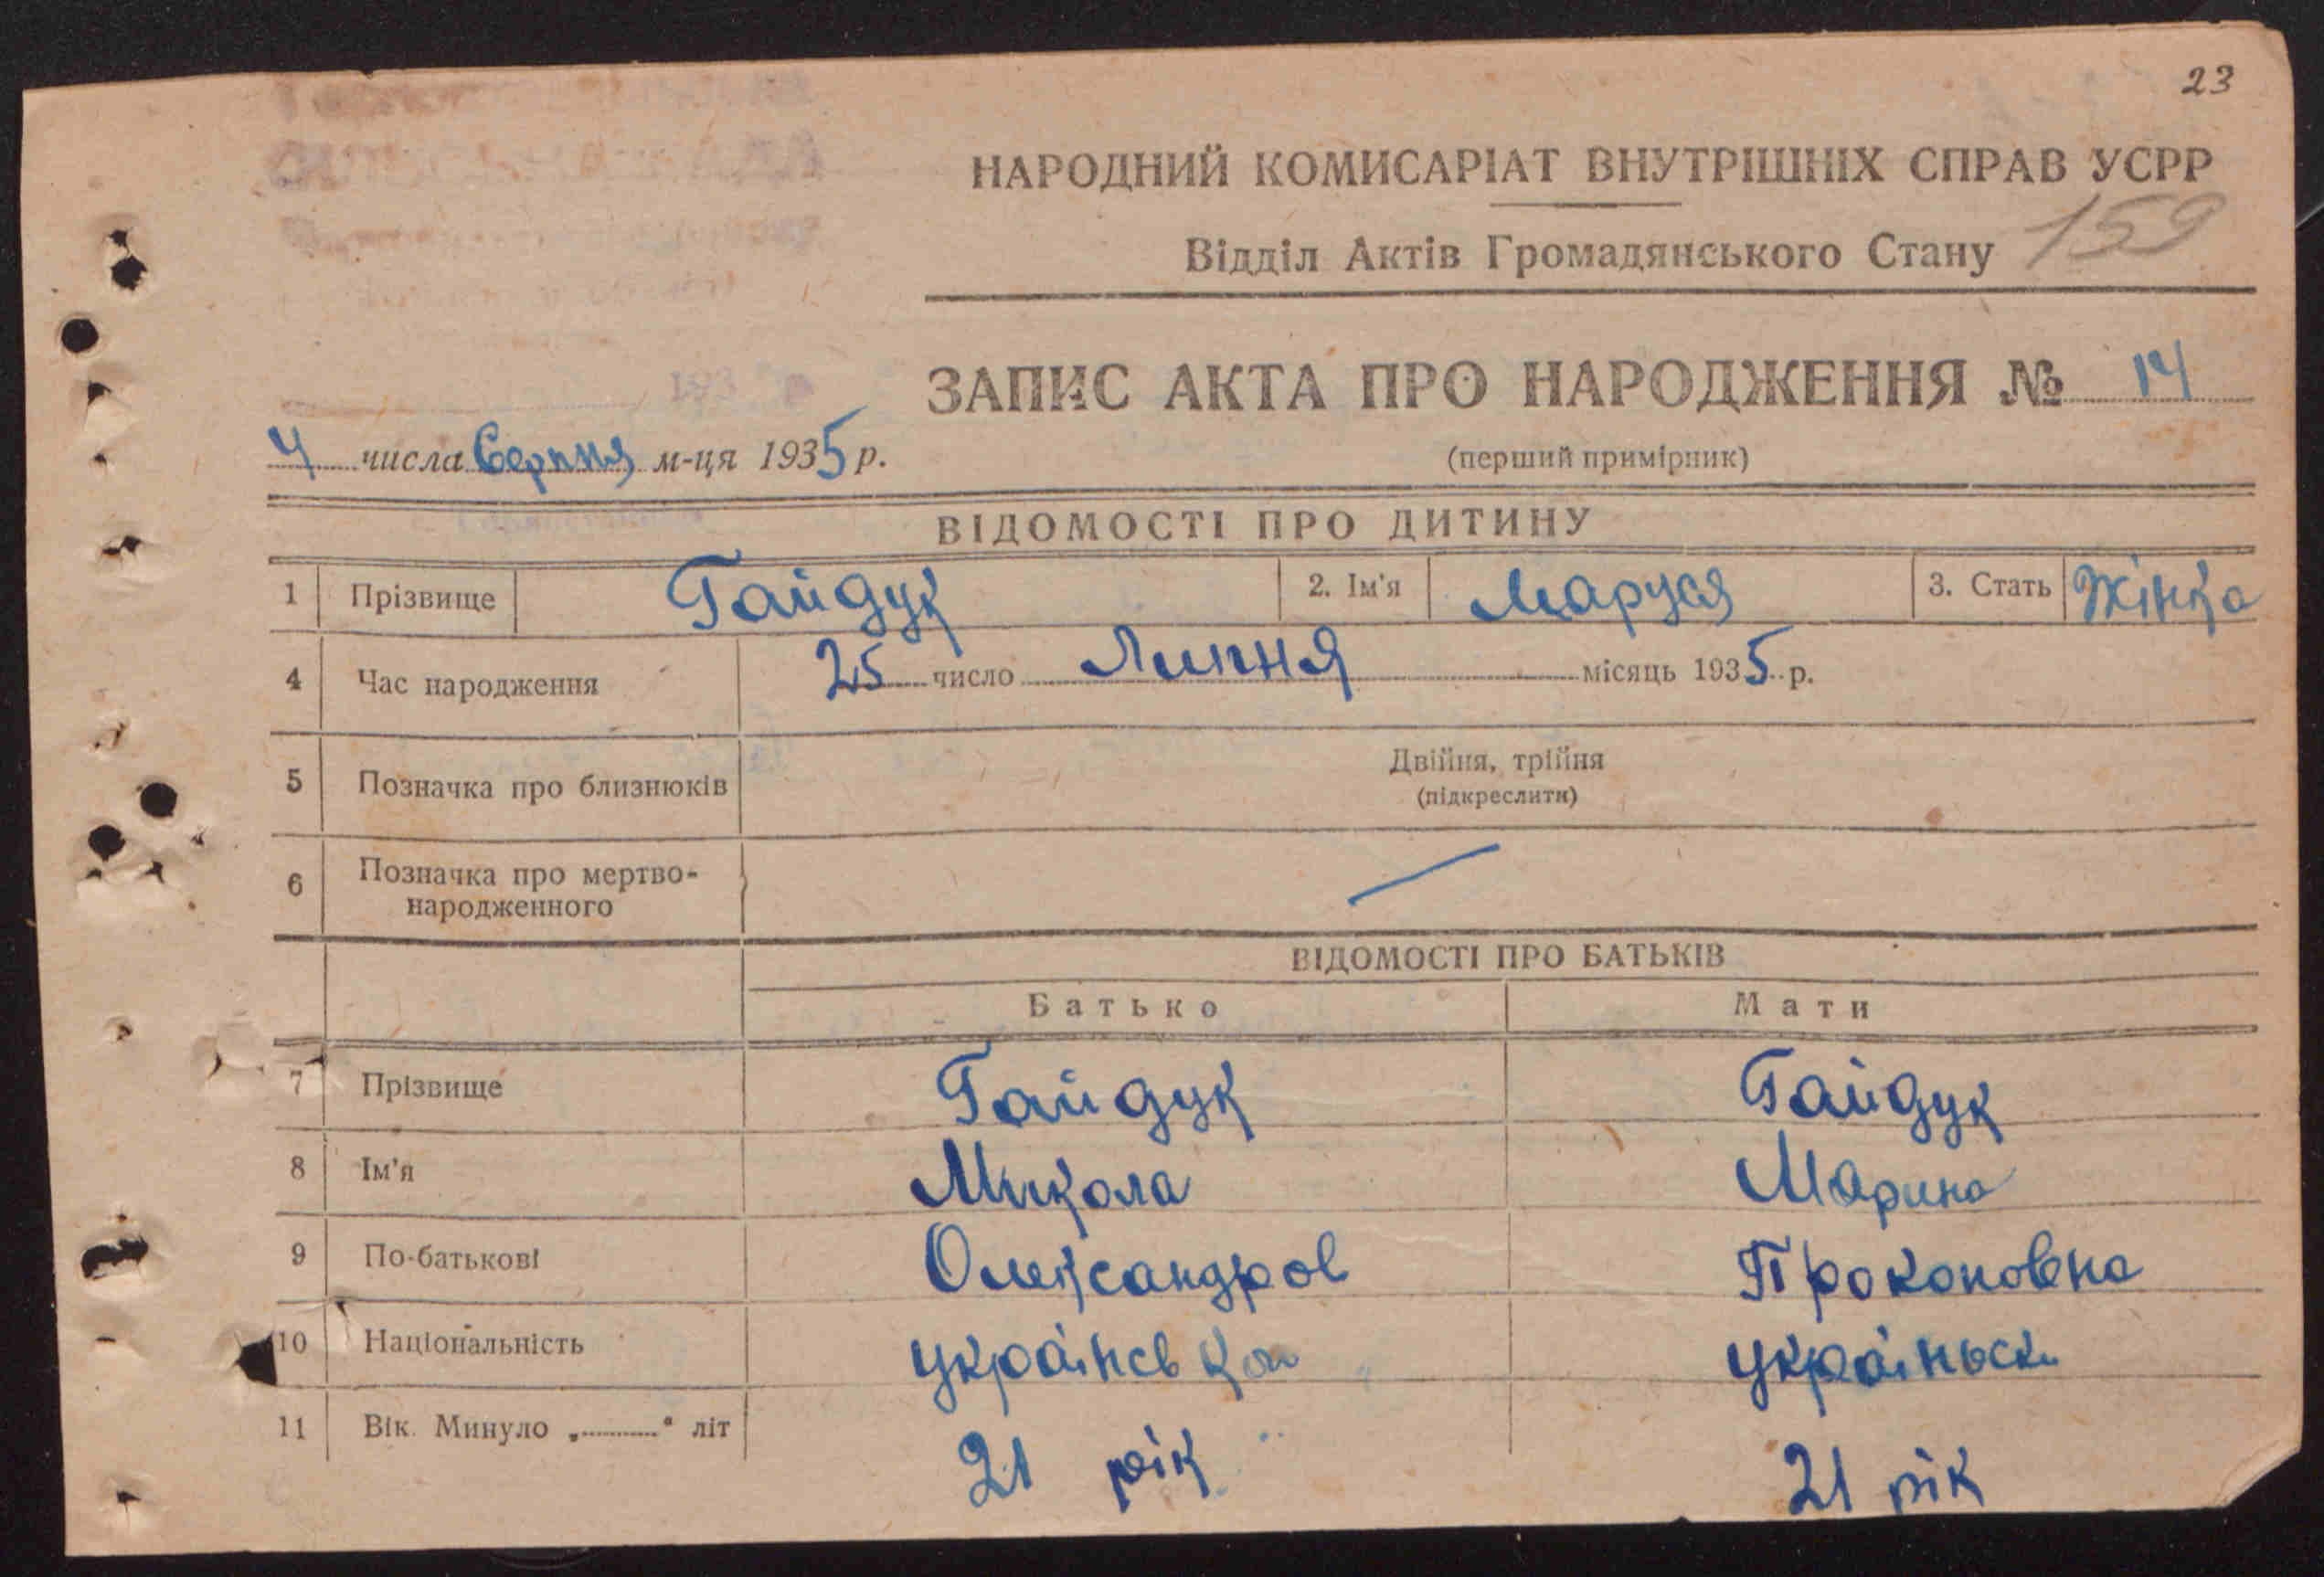 23
НАРОДНИЙ КОМИСАРІАТ ВНУТРІШНІХ СПРАВ УСРР
Відділ Актів Громадянського Стану 159
ЗАПИС АКТА ПРО НАРОДЖЕННЯ № 14
(перший примірник)
4 числа Серпня м-ця 1935 р.
ВІДОМОСТІ ПРО ДИТИНУ
1 Прізвище Гайдук 2. Ім'я Маруся 3. Стать Жінка
4 Час народження 25 число Липня місяць 1935 р.
5 Позначка про близнюків Двійня, трійня
(підкреслити)
6 Позначка про мертво-
народженного —
ВІДОМОСТІ ПРО БАТЬКІВ
Батько Мати
7 Прізвище Гайдук Гайдук
8 Ім'я Микола Марина
9 По-батькові Олександров Прокоповна
10 Національність українськ україньск
11 Вік. Минуло „..........“ літ 21 рік 21 рік